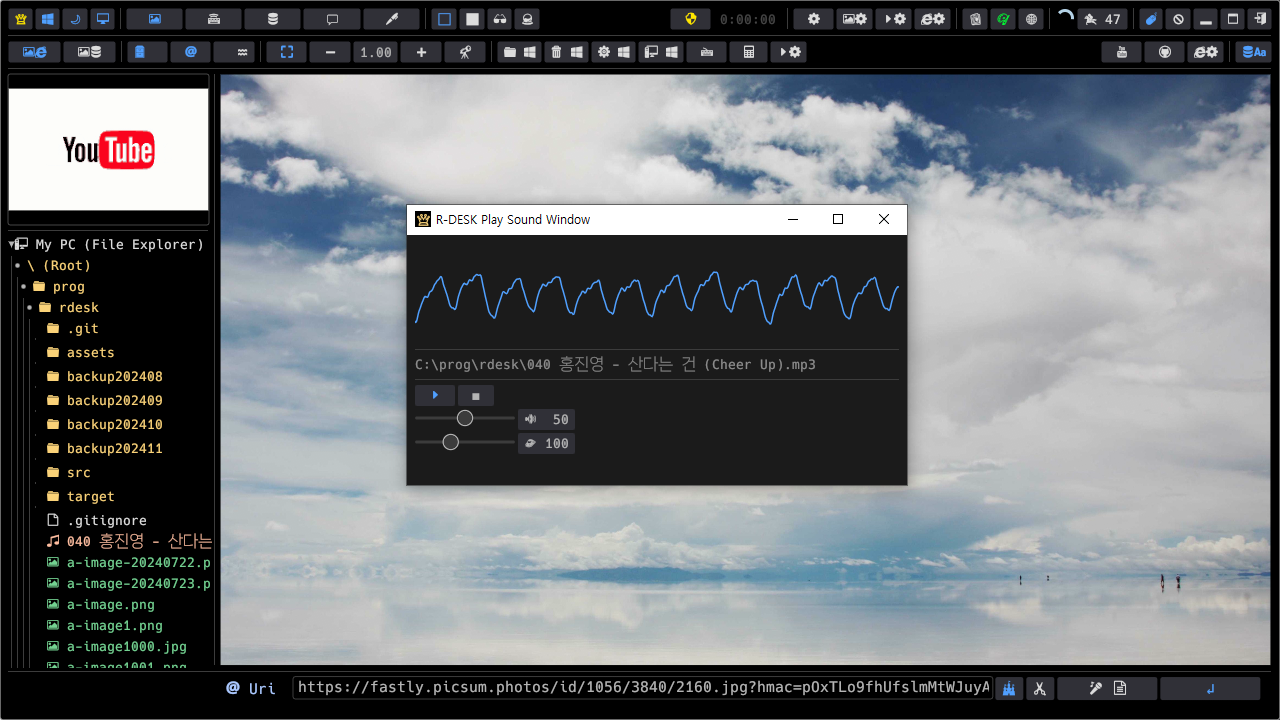 0:00:00
47
1.00
Aa
YouTube
My PC (File Explorer)
\ (Root)
prog
rdesk
.git
assets
backup202408
backup202409
backup202410
backup202411
src
target
.gitignore
040 홍진영 - 산다는
a-image-20240722.p
a-image-20240723.p
a-image.png
a-image1.png
a-image1000.jpg
a-image1001.png
R-DESK Play Sound Window
C:\prog\rdesk\040 홍진영 - 산다는 건 (Cheer Up).mp3
50
100
@ Uri
https://fastly.picsum.photos/id/1056/3840/2160.jpg?hmac=pOxTLo9fhUfslmMtWJuyA